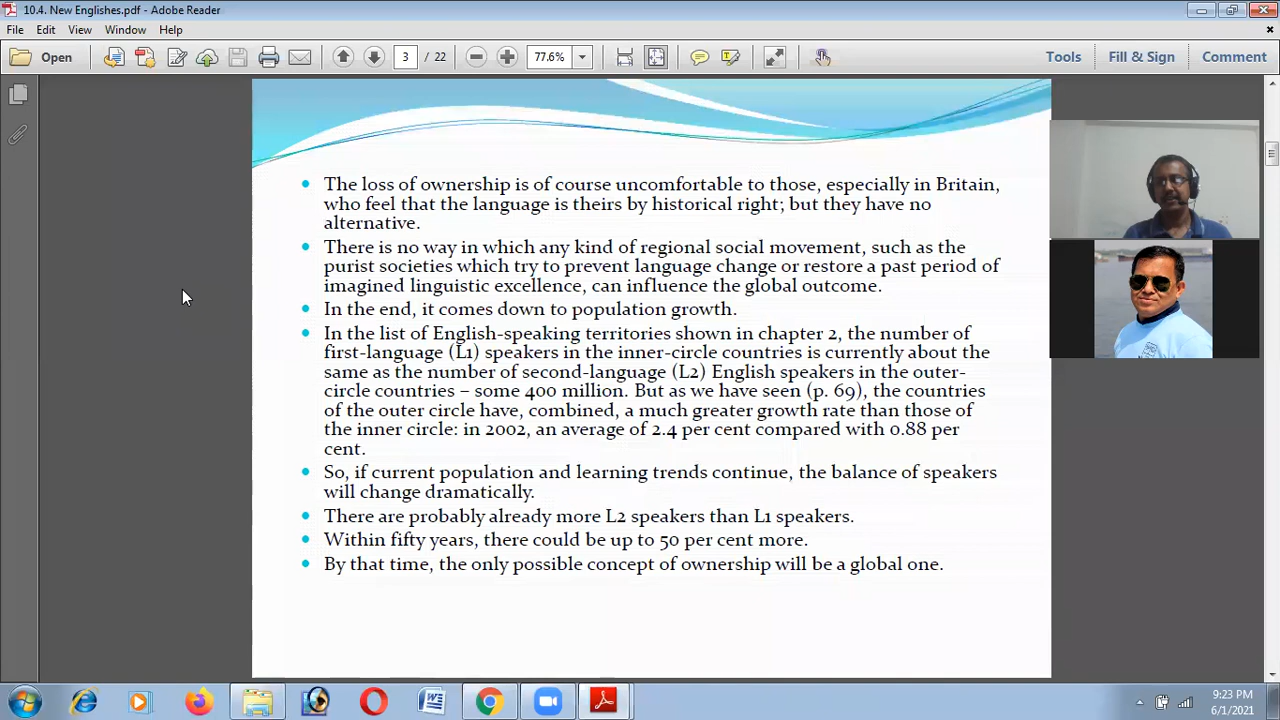 10.4. New Englishes.pdf - Adobe Reader
File Edit View Window Help
Open 3 / 22 77.6% Tools Fill & Sign Comment
The loss of ownership is of course uncomfortable to those, especially in Britain,
who feel that the language is theirs by historical right; but they have no
alternative.
There is no way in which any kind of regional social movement, such as the
purist societies which try to prevent language change or restore a past period of
imagined linguistic excellence, can influence the global outcome.
In the end, it comes down to population growth.
In the list of English-speaking territories shown in chapter 2, the number of
first-language (L1) speakers in the inner-circle countries is currently about the
same as the number of second-language (L2) English speakers in the outer-
circle countries – some 400 million. But as we have seen (p. 69), the countries
of the outer circle have, combined, a much greater growth rate than those of
the inner circle: in 2002, an average of 2.4 per cent compared with 0.88 per
cent.
So, if current population and learning trends continue, the balance of speakers
will change dramatically.
There are probably already more L2 speakers than L1 speakers.
Within fifty years, there could be up to 50 per cent more.
By that time, the only possible concept of ownership will be a global one.
9:23 PM
6/1/2021